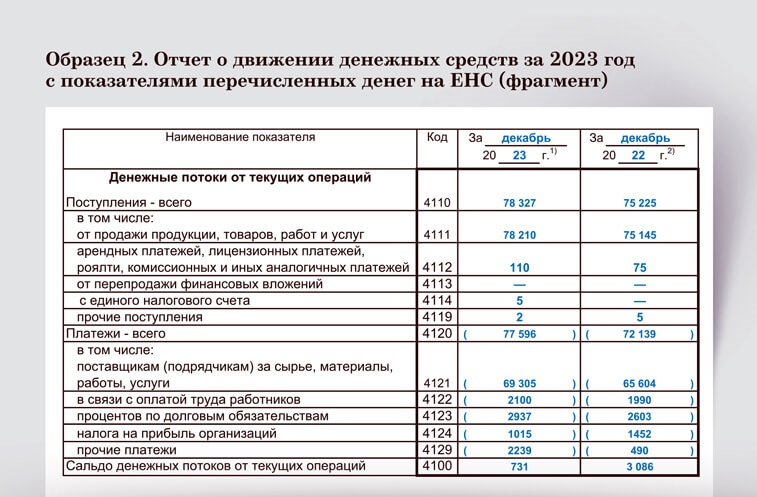 Образец 2. Отчет о движении денежных средств за 2023 год
с показателями перечисленных денег на ЕНС (фрагмент)
Наименование показателя Код За декабрь За декабрь
20 23 г.1) 20 22 г.2)
Денежные потоки от текущих операций
Поступления - всего 4110 78 327 75 225
в том числе:
от продажи продукции, товаров, работ и услуг 4111 78 210 75 145
арендных платежей, лицензионных платежей,
роялти, комиссионных и иных аналогичных платежей 4112 110 75
от перепродажи финансовых вложений 4113 — —
с единого налогового счета 4114 5 —
прочие поступления 4119 2 5
Платежи - всего 4120 ( 77 596 ) ( 72 139 )
в том числе:
поставщикам (подрядчикам) за сырье, материалы,
работы, услуги 4121 ( 69 305 ) ( 65 604 )
в связи с оплатой труда работников 4122 ( 2100 ) ( 1990 )
процентов по долговым обязательствам 4123 ( 2937 ) ( 2603 )
налога на прибыль организаций 4124 ( 1015 ) ( 1452 )
прочие платежи 4129 ( 2239 ) ( 490 )
Сальдо денежных потоков от текущих операций 4100 731 3 086